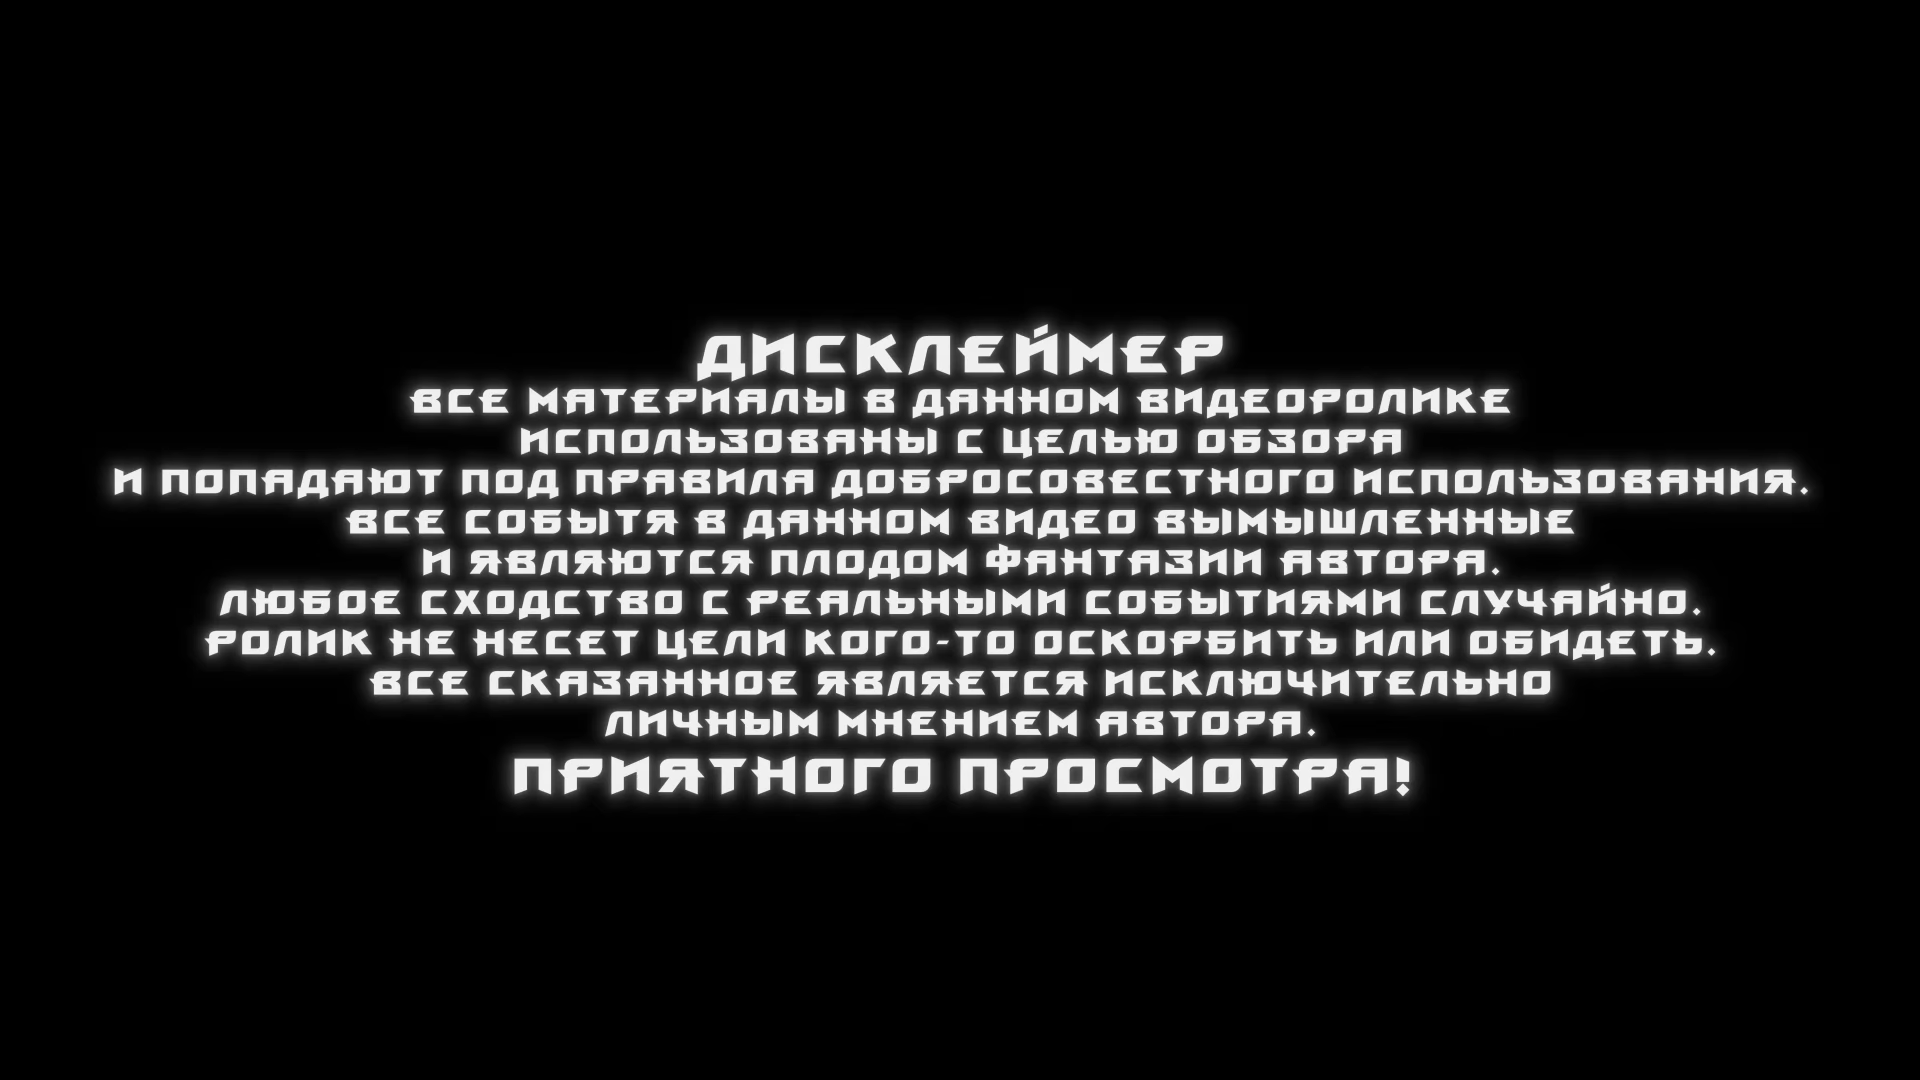 ДИСКЛЕЙМЕР
ВСЕ МАТЕРИАЛЫ В ДАННОМ ВИДЕОРОЛИКЕ
ИСПОЛЬЗОВАНЫ С ЦЕЛЬЮ ОБЗОРА
И ПОПАДАЮТ ПОД ПРАВИЛА ДОБРОСОВЕСТНОГО ИСПОЛЬЗОВАНИЯ.
ВСЕ СОБЫТЯ В ДАННОМ ВИДЕО ВЫМЫШЛЕННЫЕ
И ЯВЛЯЮТСЯ ПЛОДОМ ФАНТАЗИИ АВТОРА.
ЛЮБОЕ СХОДСТВО С РЕАЛЬНЫМИ СОБЫТИЯМИ СЛУЧАЙНО.
РОЛИК НЕ НЕСЕТ ЦЕЛИ КОГО-ТО ОСКОРБИТЬ ИЛИ ОБИДЕТЬ.
ВСЕ СКАЗАННОЕ ЯВЛЯЕТСЯ ИСКЛЮЧИТЕЛЬНО
ЛИЧНЫМ МНЕНИЕМ АВТОРА.
ПРИЯТНОГО ПРОСМОТРА!